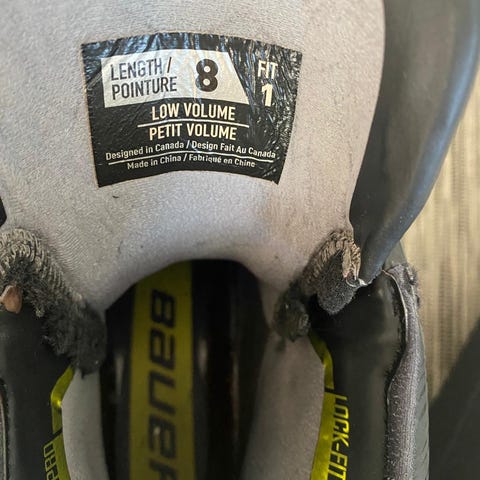 LENGTH/ 8 FIT
POINTURE 1
LOW VOLUME
PETIT VOLUME
Designed in Canada / Design Fait Au Canada
Made in China / Fabriqué en Chine
BAUER
LOCK-FIT
PRO